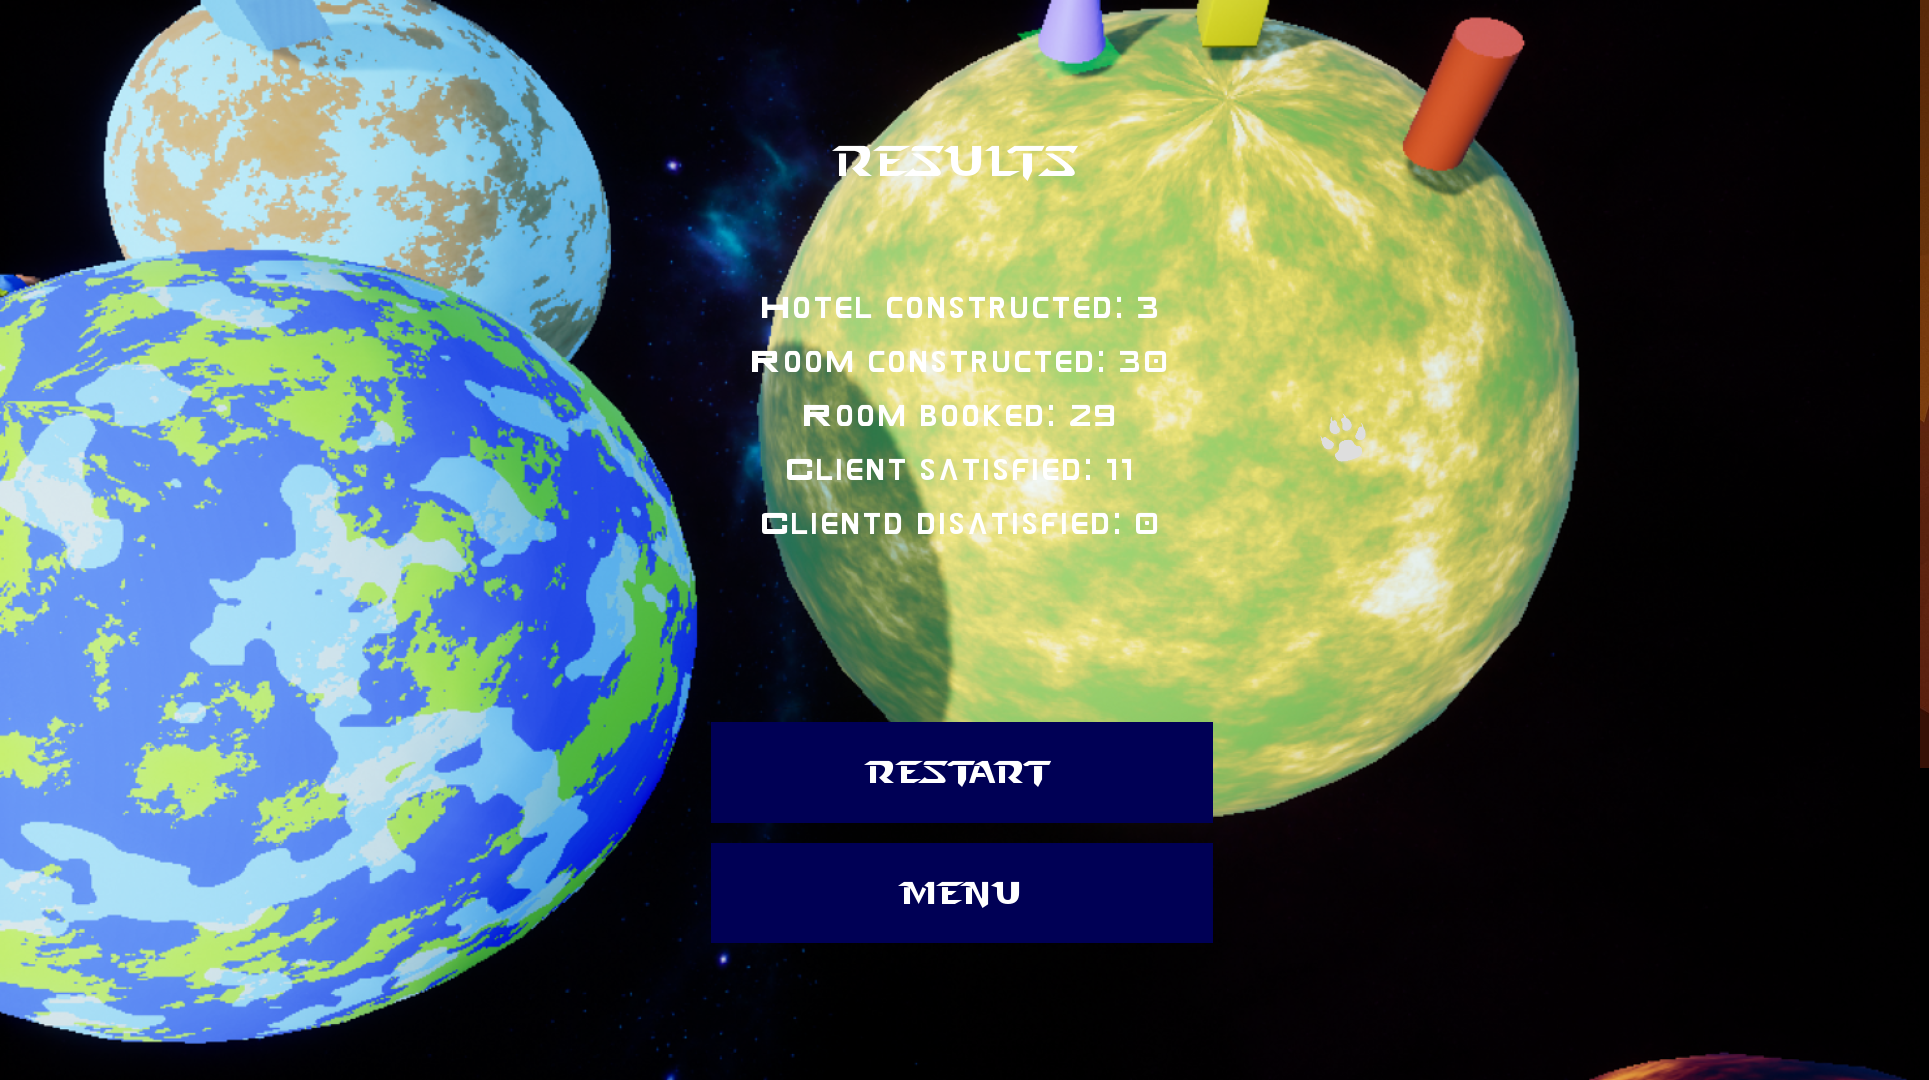 RESULTS
Hotel constructed: 3
Room constructed: 30
Room booked: 29
Client satisfied: 11
Clientd disatisfied: 0
RESTART
MENU